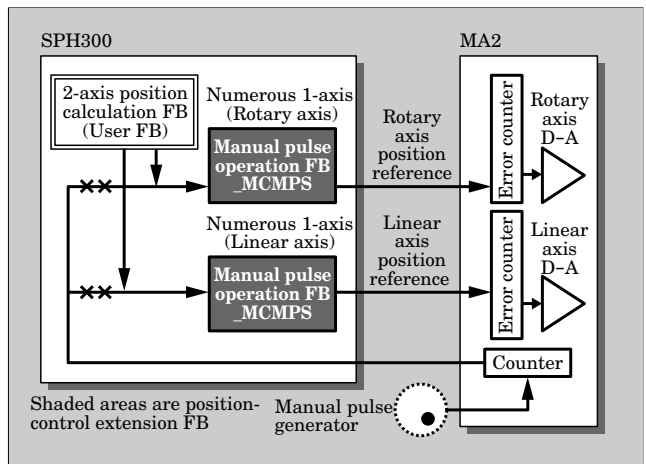 SPH300
MA2
2-axis position
calculation FB
(User FB)
Numerous 1-axis
(Rotary axis)
Manual pulse
operation FB
_MCMPS
Rotary
axis
position
reference
Error counter
Rotary
axis
D-A
Numerous 1-axis
(Linear axis)
Manual pulse
operation FB
_MCMPS
Linear
axis
position
reference
Error counter
Linear
axis
D-A
Counter
Shaded areas are position-
control extension FB
Manual pulse
generator